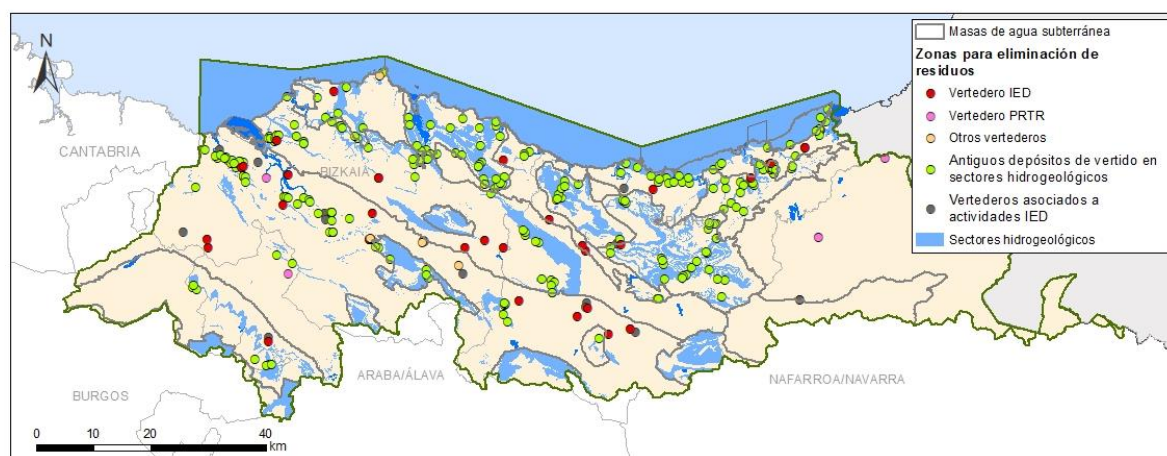 N
CANTABRIA
BIZKAIA
BURGOS
ARABA/ÁLAVA
NAFARROA/NAVARRA
0 10 20 40
km
Masas de agua subterránea
Zonas para eliminación de
residuos
Vertedero IED
Vertedero PRTR
Otros vertederos
Antiguos depósitos de vertido en
sectores hidrogeológicos
Vertederos asociados a
actividades IED
Sectores hidrogeológicos